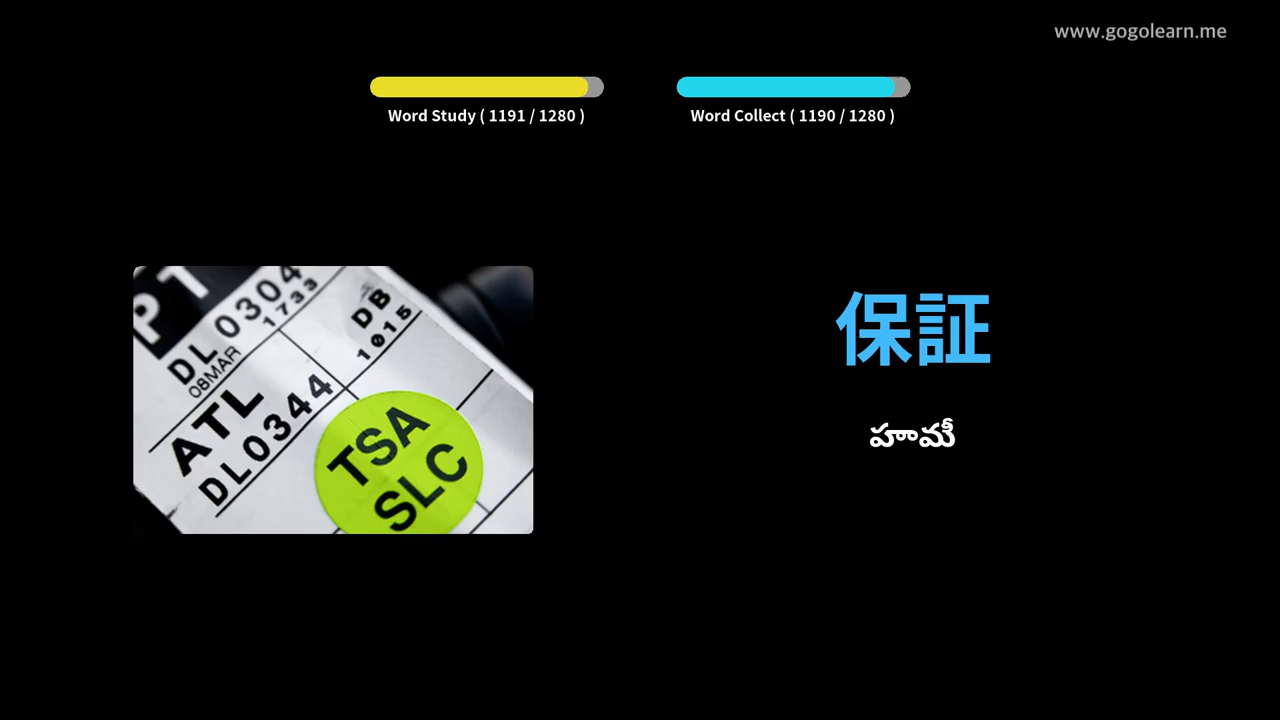 www.gogolearn.me
Word Study ( 1191 / 1280 )
Word Collect ( 1190 / 1280 )
P1
DL0304
1733
08MAR
DB
1015
ATL
DL0344
TSA
SLC
保証
హామీ